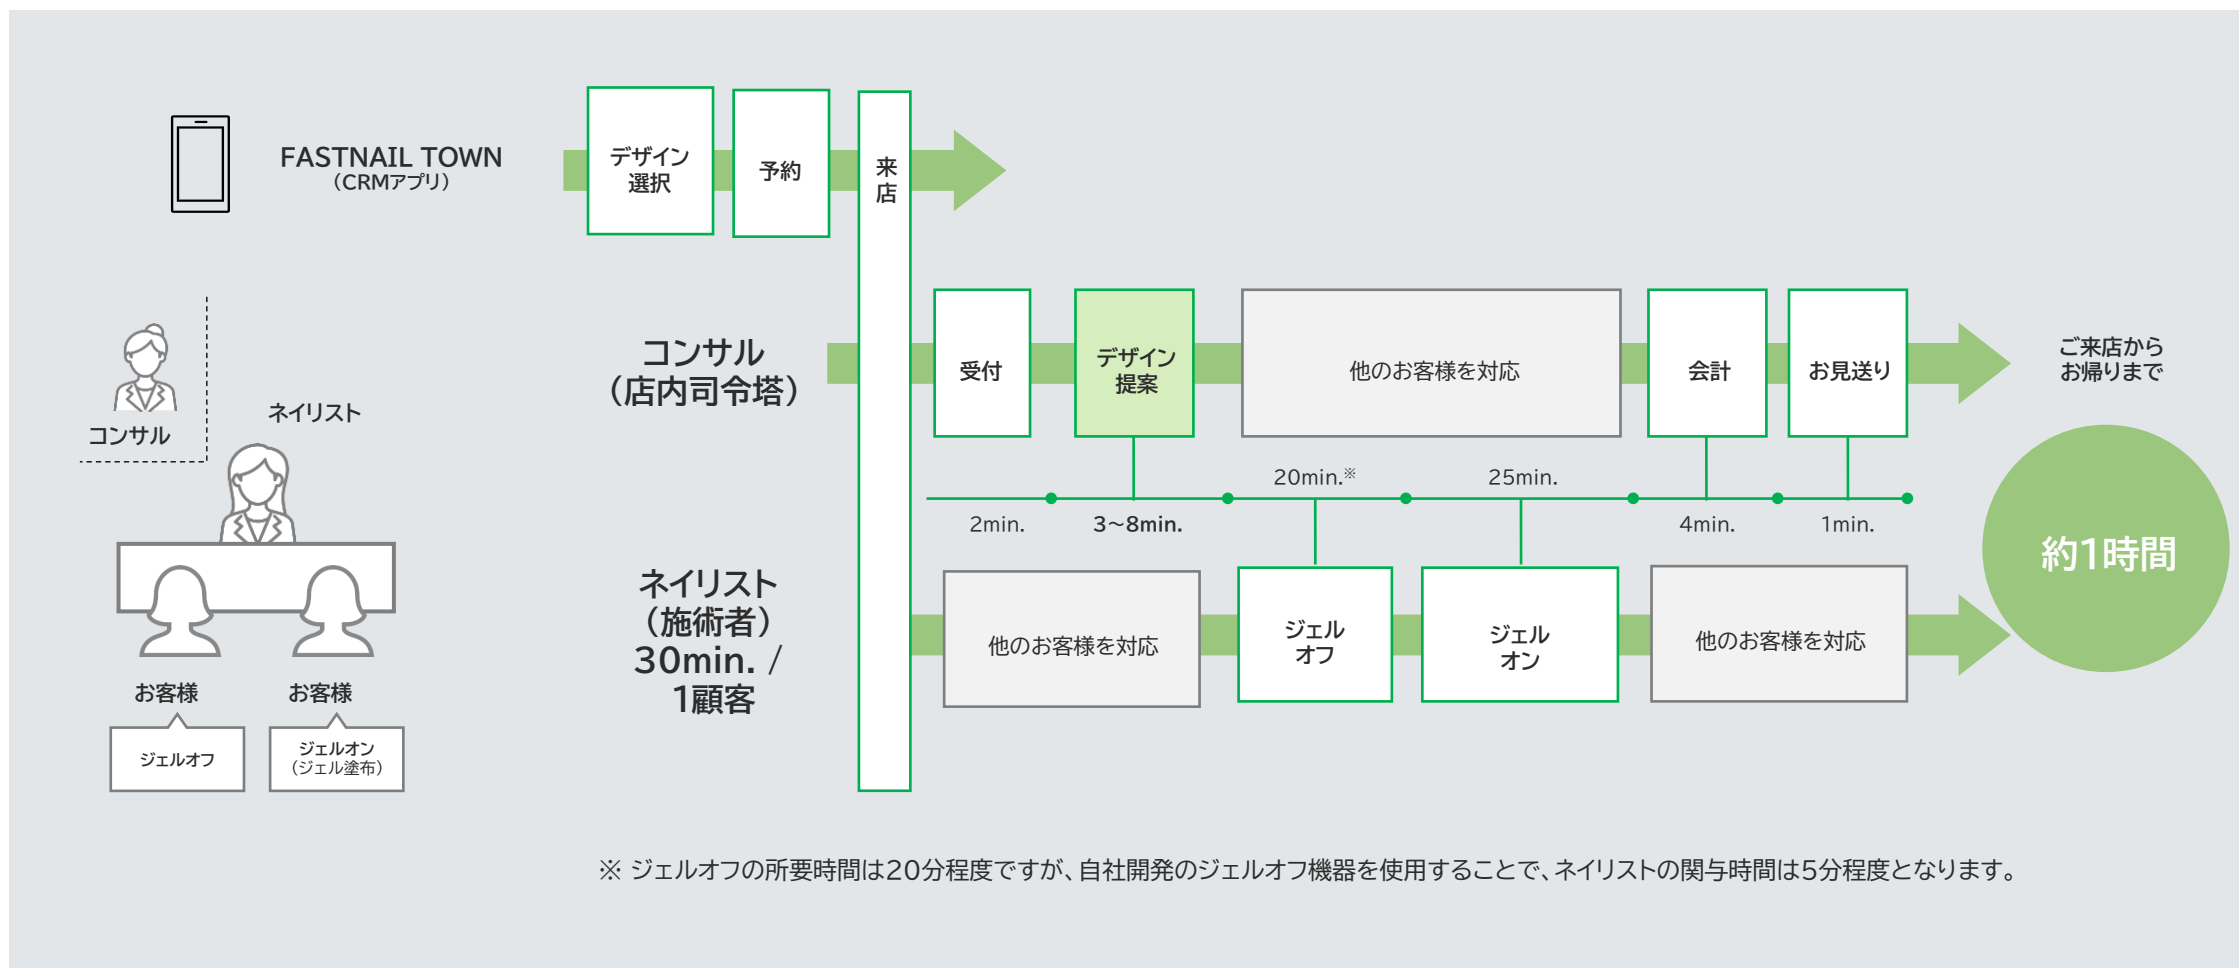 FASTNAIL TOWN
（CRMアプリ）
デザイン
選択
予約
来
店
コンサル
ネイリスト
お客様
お客様
ジェルオフ
ジェルオン
（ジェル塗布）
コンサル
（店内司令塔）
受付
デザイン
提案
他のお客様を対応
会計
お見送り
ご来店から
お帰りまで
約1時間
20min.※
25min.
2min.
3～8min.
4min.
1min.
ネイリスト
（施術者）
30min. /
1顧客
他のお客様を対応
ジェル
オフ
ジェル
オン
他のお客様を対応
※ ジェルオフの所要時間は20分程度ですが、自社開発のジェルオフ機器を使用することで、ネイリストの関与時間は5分程度となります。